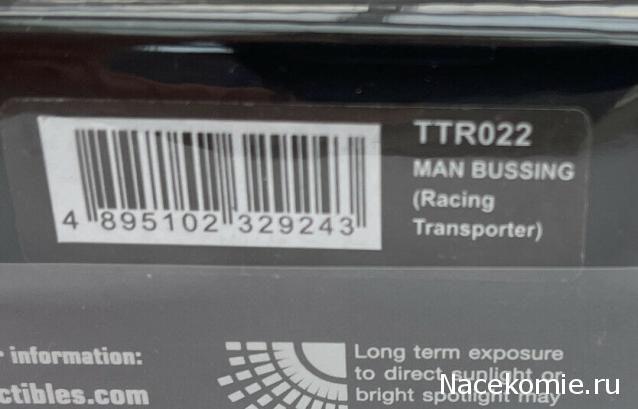 TTR022
MAN BUSSING
(Racing
Transporter)
4 895102 329243
information:
ctibles.com
Long term exposure
to direct sunlight or
bright spotlight may
Nacekomie.ru